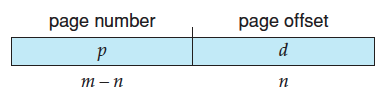 page number page offset
p d
m – n n